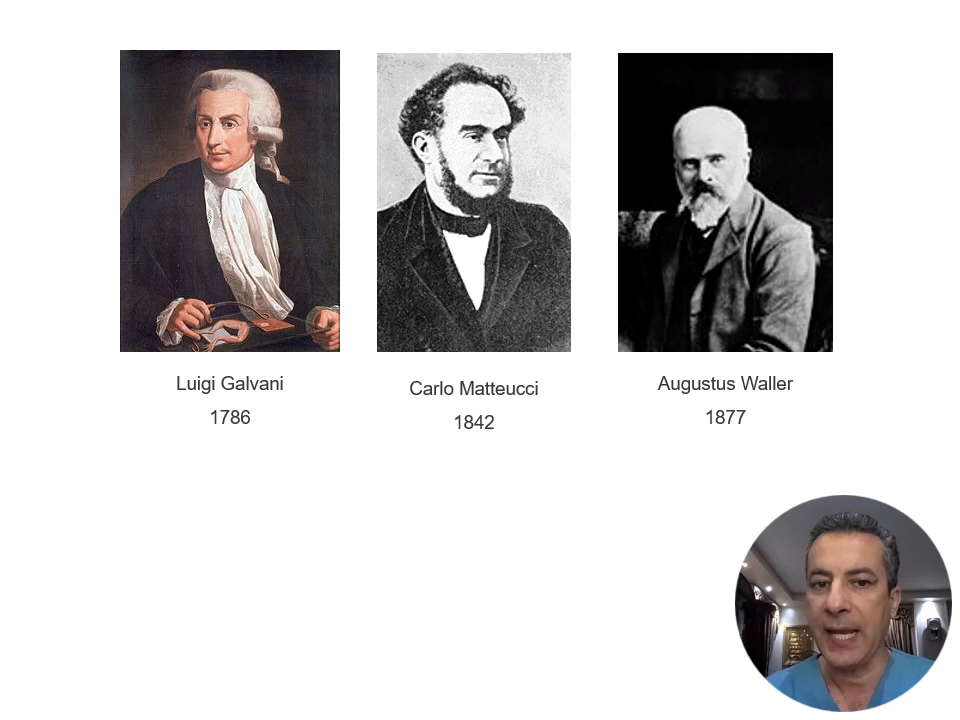 Luigi Galvani
1786
Carlo Matteucci
1842
Augustus Waller
1877